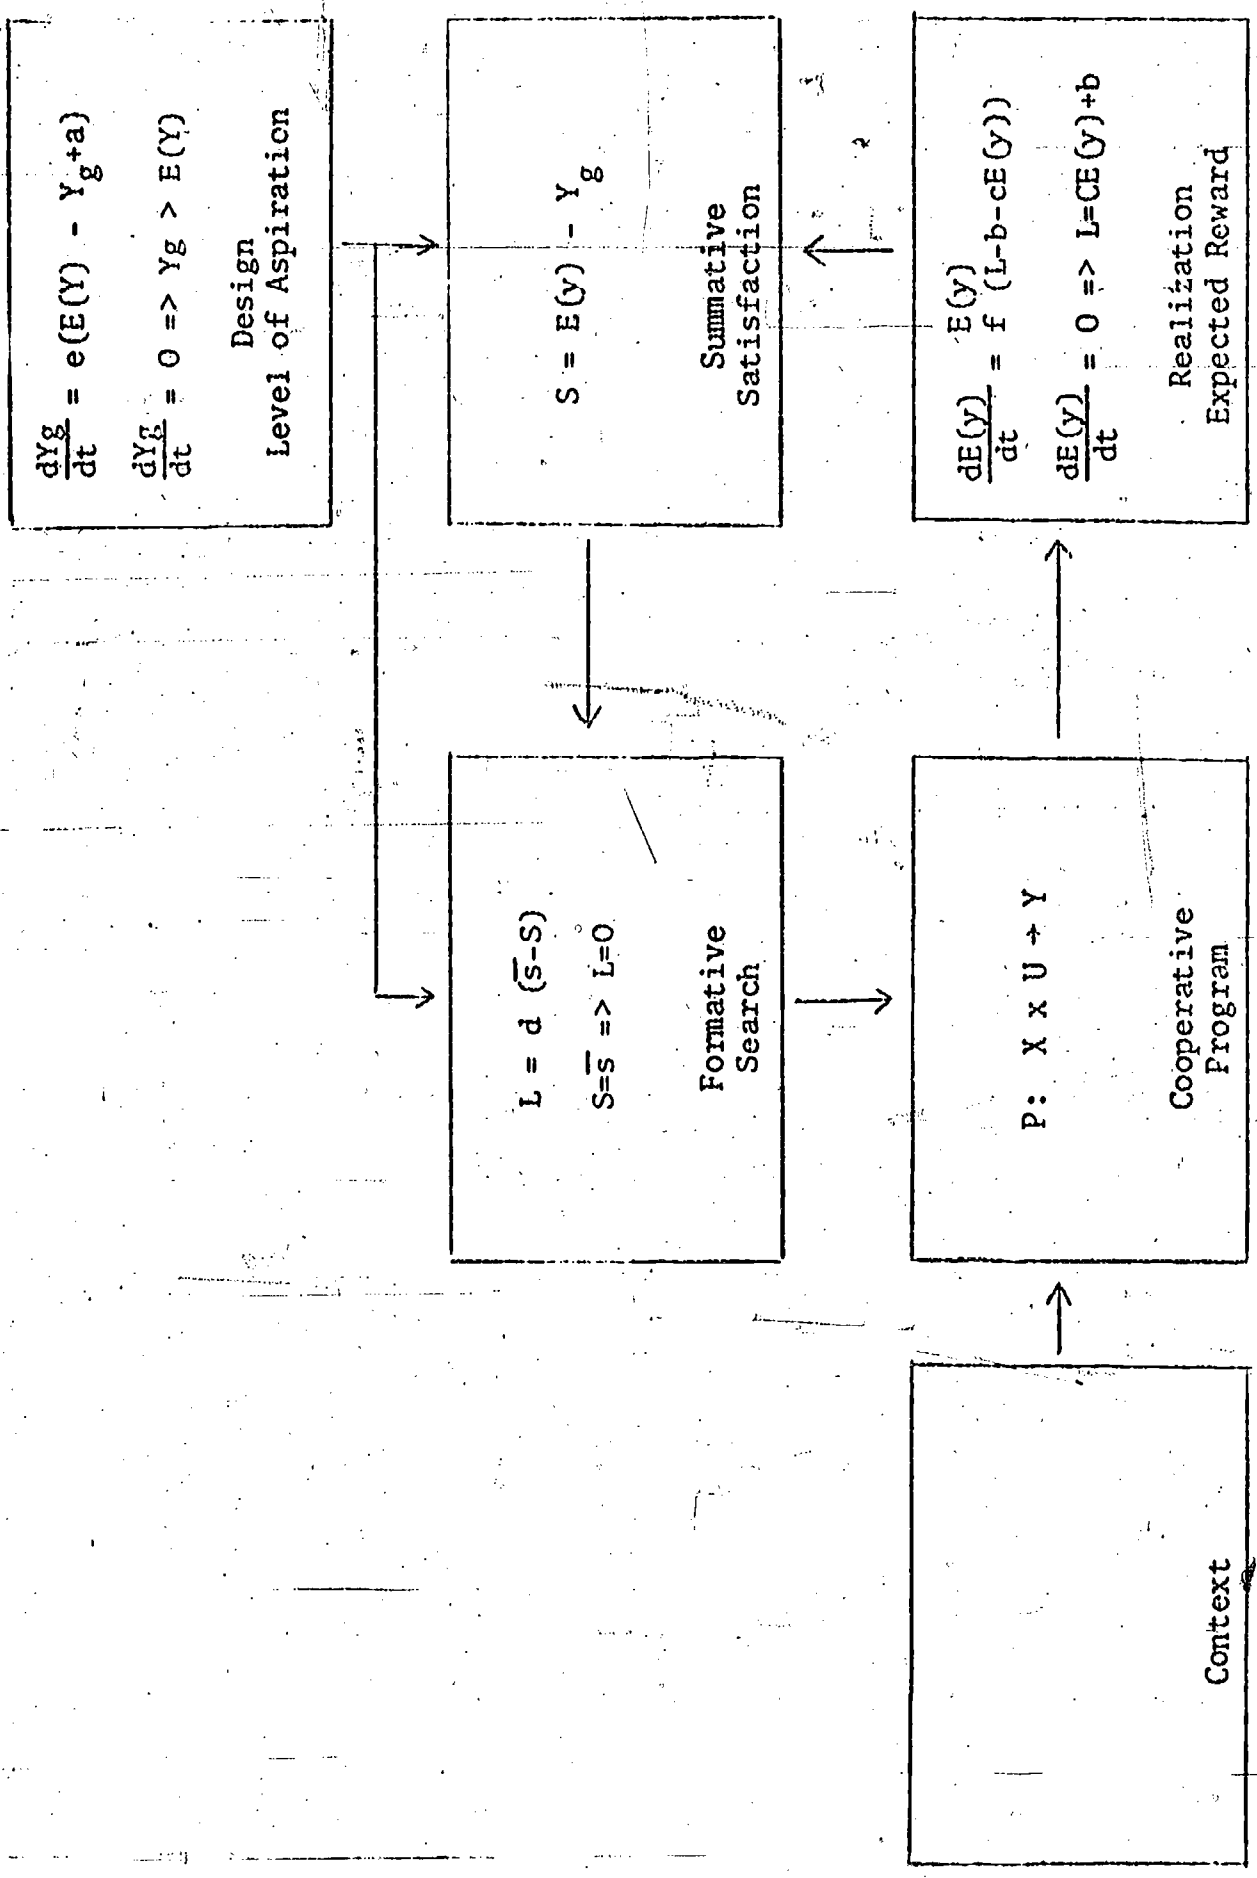 dYg
dt
= e(E(Y) - Yg+a)
dYg
dt
= 0 => Yg > E(Y)
Design
Level of Aspiration
L = d (s̅-S)
S=s̅ => L=0
Formative
Search
S = E(y) - Yg
Summative
Satisfaction
Context
P: X x U → Y
Cooperative
Program
E(y)
dE(y)
dt
= f (L-b-cE(y))
dE(y)
dt
= 0 => L=CE(y)+b
Realization
Expected Reward